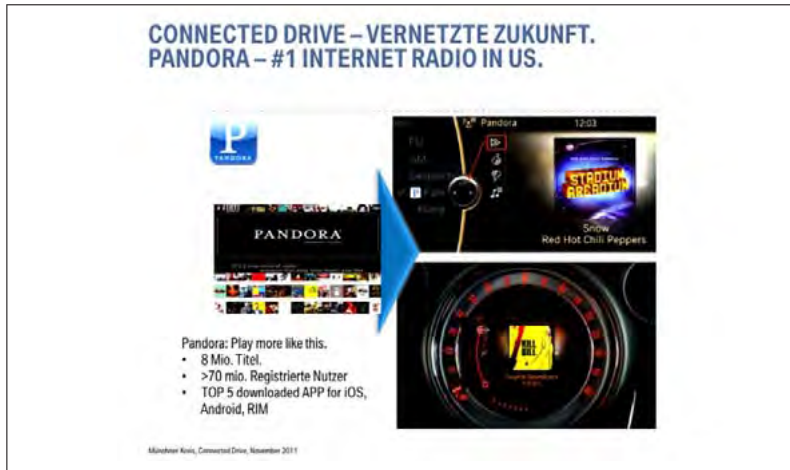 CONNECTED DRIVE – VERNETZTE ZUKUNFT.
PANDORA – #1 INTERNET RADIO IN US.
P
PANDORA
PANDORA
Pandora
12:03
P
Klang
STADIUM
ARCADIUM
Snow
Red Hot Chili Peppers
KILL
BILL
Pandora: Play more like this.
• 8 Mio. Titel.
• >70 mio. Registrierte Nutzer
• TOP 5 downloaded APP for iOS,
Android, RIM
Münchner Kreis, Connected Drive, November 2011